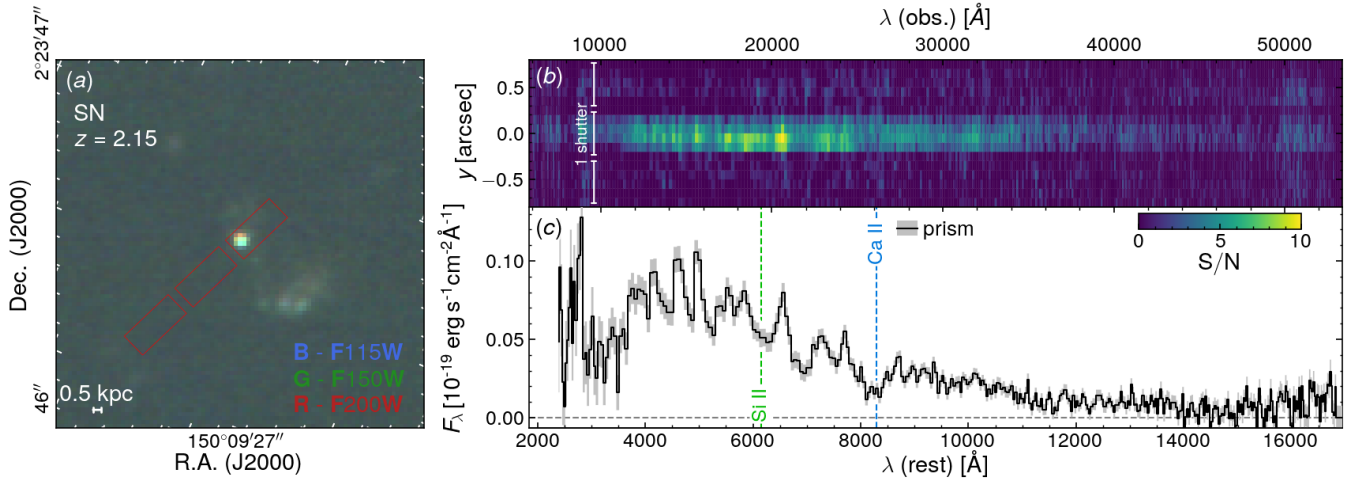 (a)
SN
z = 2.15
B - F115W
G - F150W
R - F200W
0.5 kpc
2°23′47″
46″
Dec. (J2000)
150°09′27″
R.A. (J2000)
λ (obs.) [Å]
10000 20000 30000 40000 50000
(b)
1 shutter
0.5
0.0
−0.5
y [arcsec]
(c)
Si II
Ca II
prism
0 5 10
S/N
0.10
0.05
0.00
Fλ [10⁻¹⁹ erg s⁻¹ cm⁻² Å⁻¹]
2000 4000 6000 8000 10000 12000 14000 16000
λ (rest) [Å]